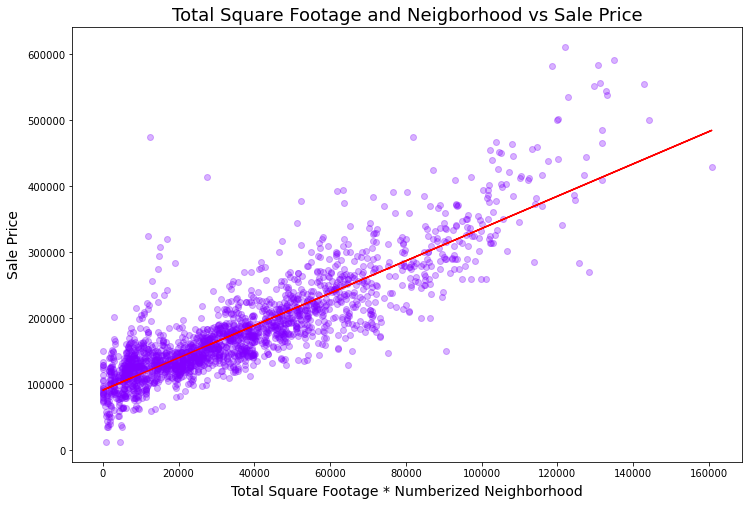 Total Square Footage and Neigborhood vs Sale Price
Sale Price
600000
500000
400000
300000
200000
100000
0
0 20000 40000 60000 80000 100000 120000 140000 160000
Total Square Footage * Numberized Neighborhood